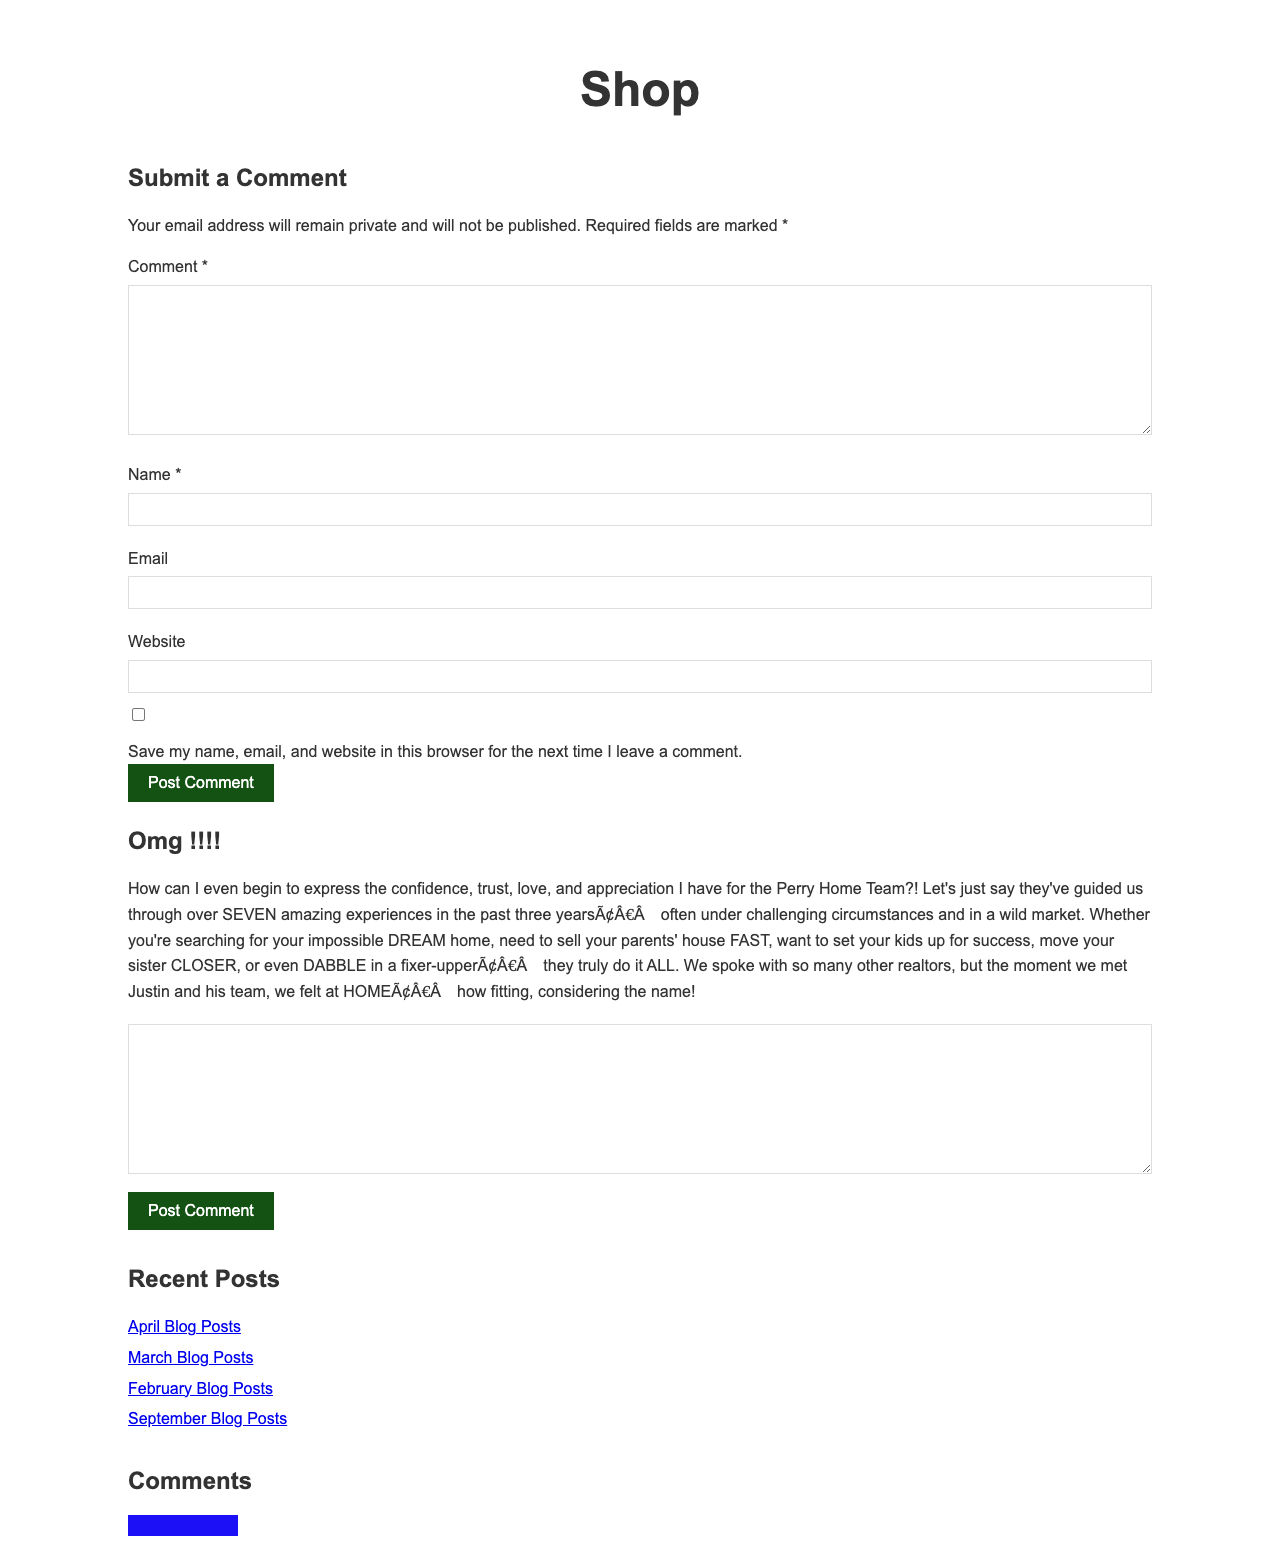 Shop
Submit a Comment
Your email address will remain private and will not be published. Required fields are marked *
Comment *
Name *
Email
Website
Save my name, email, and website in this browser for the next time I leave a comment.
Post Comment
Omg !!!!
How can I even begin to express the confidence, trust, love, and appreciation I have for the Perry Home Team?! Let's just say they've guided us
through over SEVEN amazing experiences in the past three yearsÃ¢Â€Â often under challenging circumstances and in a wild market. Whether
you're searching for your impossible DREAM home, need to sell your parents' house FAST, want to set your kids up for success, move your
sister CLOSER, or even DABBLE in a fixer-upperÃ¢Â€Â they truly do it ALL. We spoke with so many other realtors, but the moment we met
Justin and his team, we felt at HOMEÃ¢Â€Â how fitting, considering the name!
Post Comment
Recent Posts
April Blog Posts
March Blog Posts
February Blog Posts
September Blog Posts
Comments